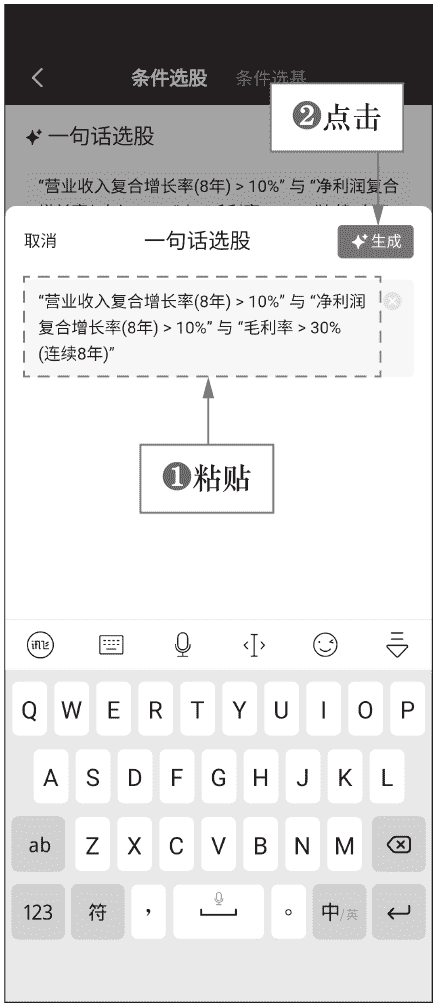 条件选股 条件选基
❷点击
一句话选股
“营业收入复合增长率(8年) > 10%” 与 “净利润复合
取消 一句话选股 生成
“营业收入复合增长率(8年) > 10%” 与 “净利润
复合增长率(8年) > 10%” 与 “毛利率 > 30%
(连续8年)”
❶粘贴
讯飞
Q W E R T Y U I O P
A S D F G H J K L
ab Z X C V B N M
123 符 ， 。 中/英